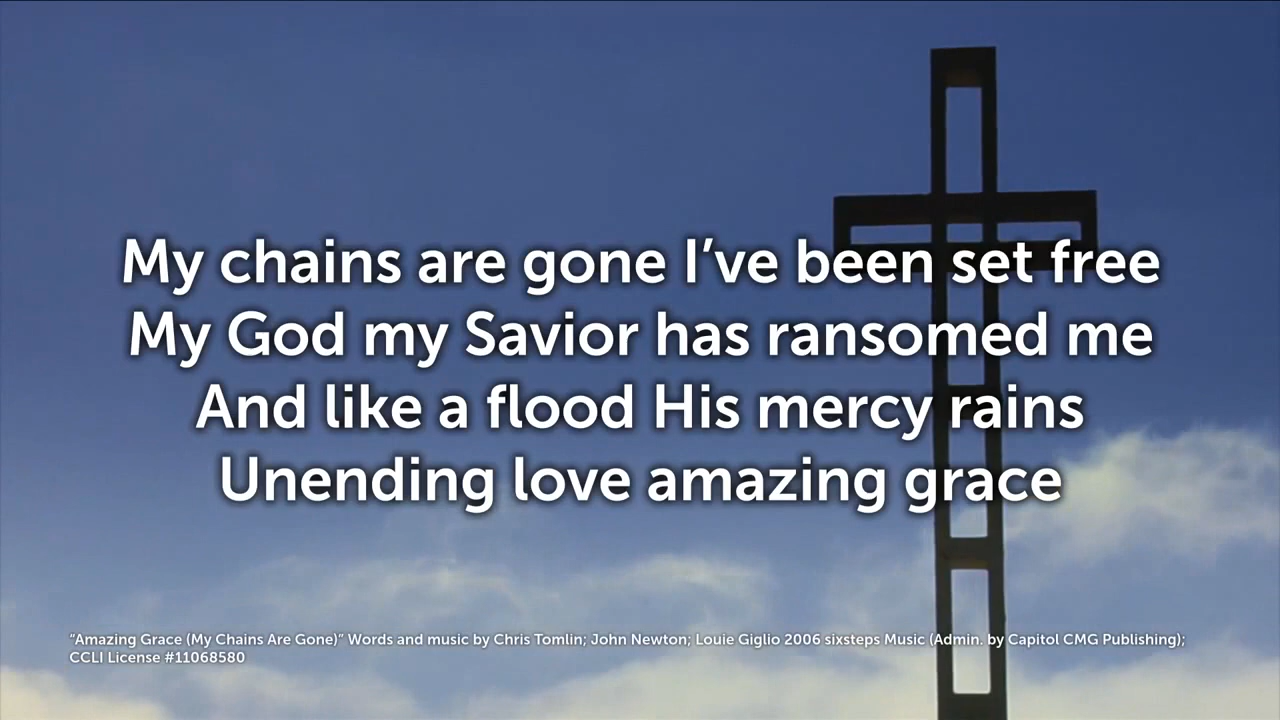 My chains are gone I’ve been set free
My God my Savior has ransomed me
And like a flood His mercy rains
Unending love amazing grace
“Amazing Grace (My Chains Are Gone)” Words and music by Chris Tomlin; John Newton; Louie Giglio 2006 sixsteps Music (Admin. by Capitol CMG Publishing);
CCLI License #11068580